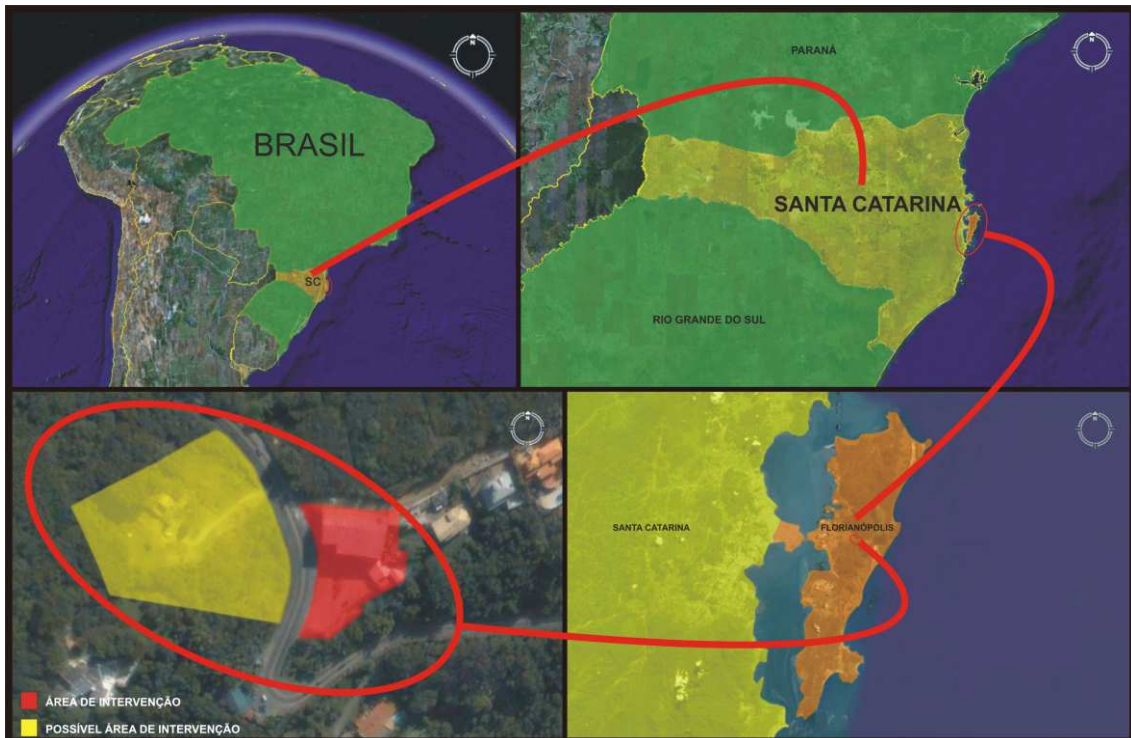 N
BRASIL
SC
N
PARANÁ
SANTA CATARINA
RIO GRANDE DO SUL
N
ÁREA DE INTERVENÇÃO
POSSÍVEL ÁREA DE INTERVENÇÃO
N
SANTA CATARINA
FLORIANÓPOLIS